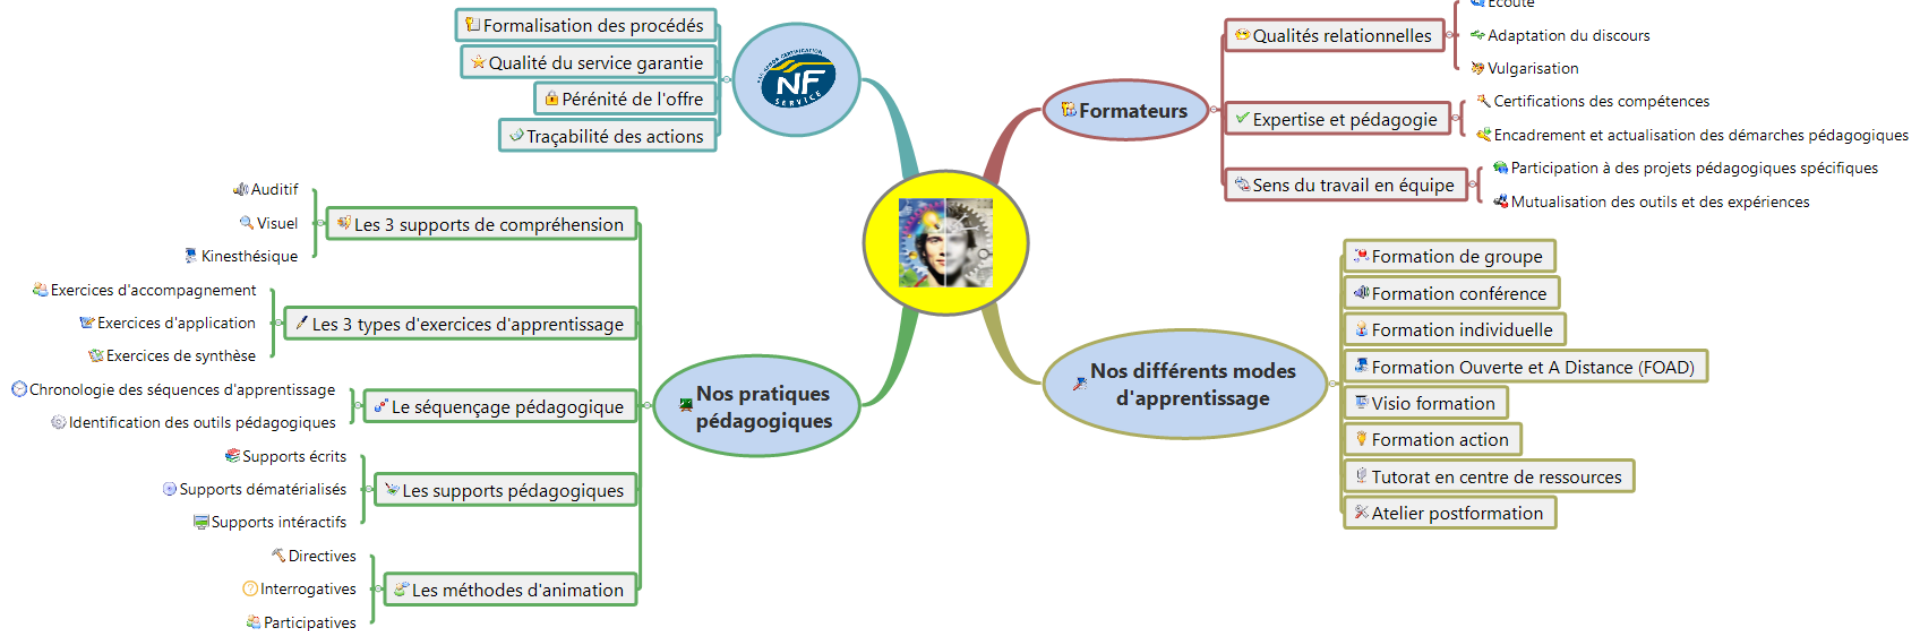 Formalisation des procédés
Qualité du service garantie
Pérénité de l'offre
Traçabilité des actions
NF
SERVICE
Formateurs
Qualités relationnelles
Ecoute
Adaptation du discours
Vulgarisation
Expertise et pédagogie
Certifications des compétences
Encadrement et actualisation des démarches pédagogiques
Sens du travail en équipe
Participation à des projets pédagogiques spécifiques
Mutualisation des outils et des expériences
Nos différents modes
d'apprentissage
Formation de groupe
Formation conférence
Formation individuelle
Formation Ouverte et A Distance (FOAD)
Visio formation
Formation action
Tutorat en centre de ressources
Atelier postformation
Nos pratiques
pédagogiques
Les 3 supports de compréhension
Auditif
Visuel
Kinesthésique
Les 3 types d'exercices d'apprentissage
Exercices d'accompagnement
Exercices d'application
Exercices de synthèse
Le séquençage pédagogique
Chronologie des séquences d'apprentissage
Identification des outils pédagogiques
Les supports pédagogiques
Supports écrits
Supports dématérialisés
Supports intéractifs
Les méthodes d'animation
Directives
Interrogatives
Participatives